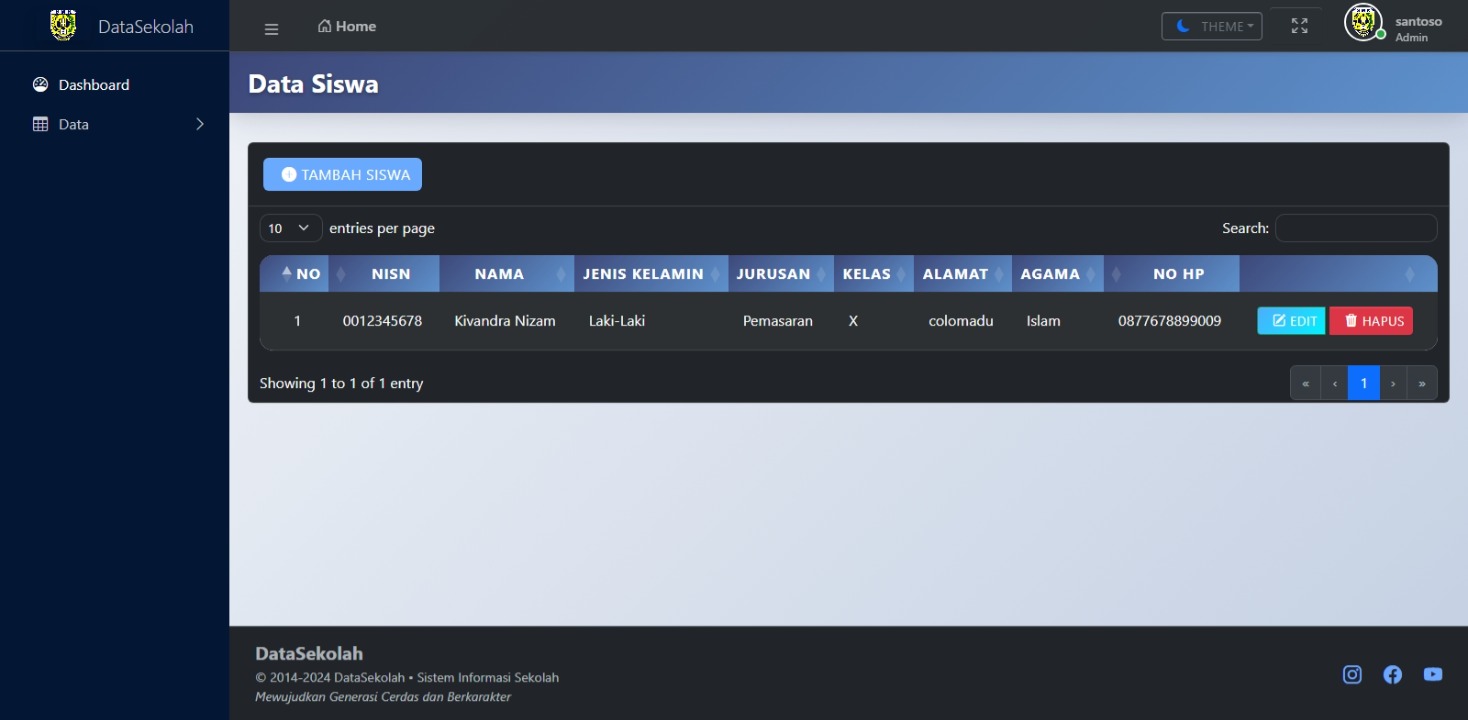 DataSekolah
Home
THEME
santoso
Admin
Dashboard
Data
Data Siswa
TAMBAH SISWA
10 entries per page
Search:
NO NISN NAMA JENIS KELAMIN JURUSAN KELAS ALAMAT AGAMA NO HP
1 0012345678 Kivandra Nizam Laki-Laki Pemasaran X colomadu Islam 0877678899009 EDIT HAPUS
Showing 1 to 1 of 1 entry
« ‹ 1 › »
DataSekolah
© 2014-2024 DataSekolah • Sistem Informasi Sekolah
Mewujudkan Generasi Cerdas dan Berkarakter